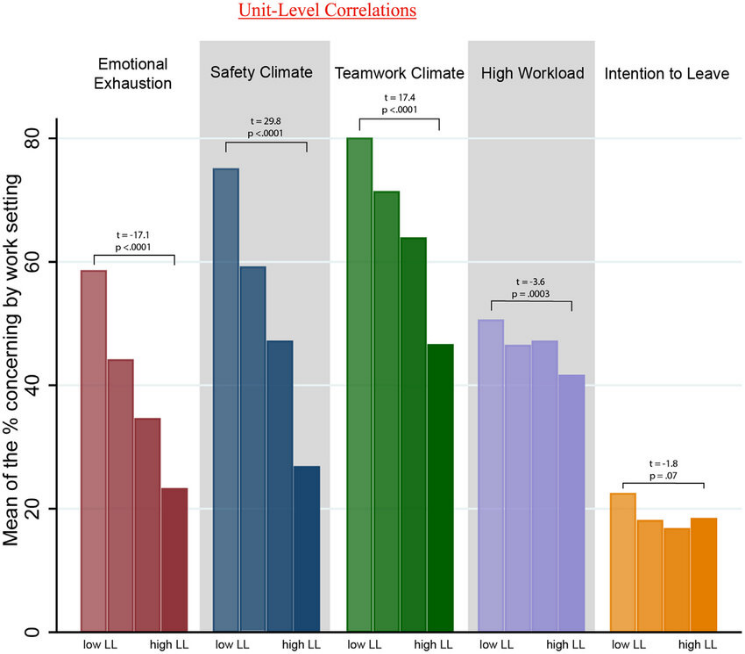 Unit-Level Correlations
Emotional
Exhaustion
Safety Climate
Teamwork Climate
High Workload
Intention to Leave
t = -17.1
p <.0001
t = 29.8
p <.0001
t = 17.4
p <.0001
t = -3.6
p = .0003
t = -1.8
p = .07
Mean of the % concerning by work setting
80
60
40
20
0
low LL high LL low LL high LL low LL high LL low LL high LL low LL high LL